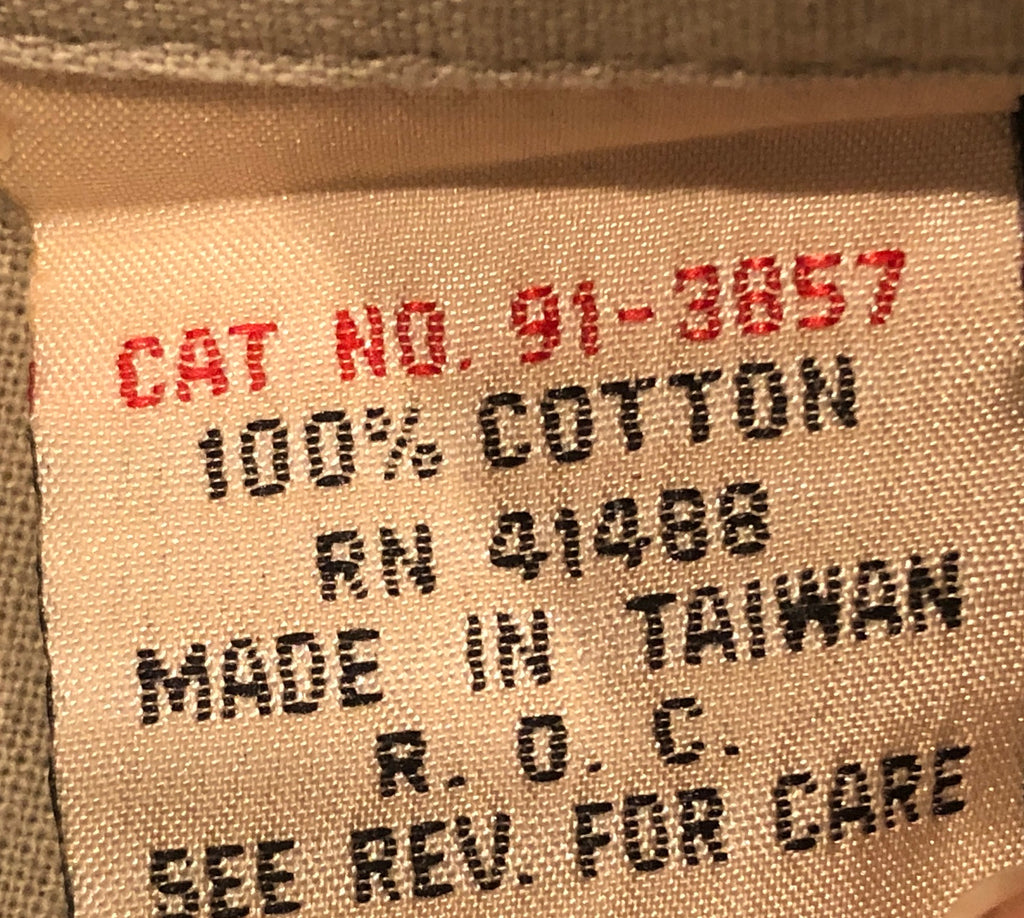 CAT NO. 91-3857
100% COTTON
RN 41488
MADE IN TAIWAN
R. O. C.
SEE REV. FOR CARE